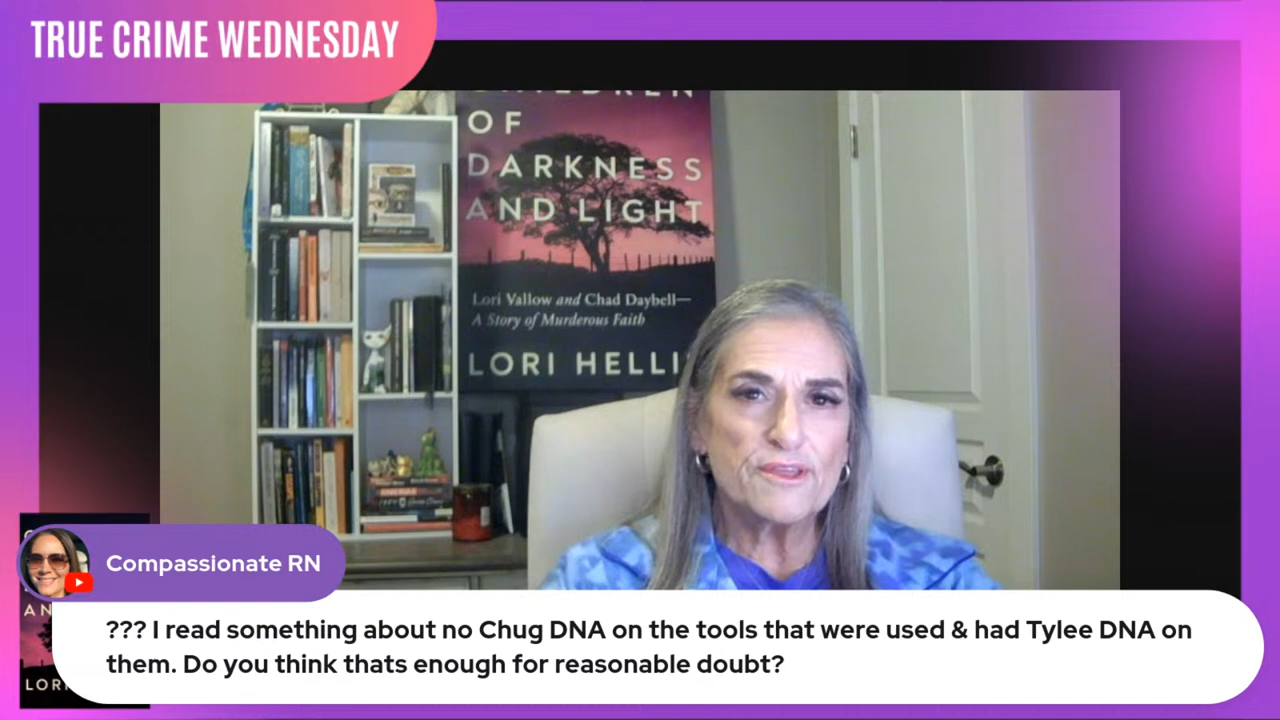 TRUE CRIME WEDNESDAY
OF
DARKNESS
AND LIGHT
Lori Vallow and Chad Daybell—
A Story of Murderous Faith
LORI HELLI
Compassionate RN
AN
LORI
??? I read something about no Chug DNA on the tools that were used & had Tylee DNA on
them. Do you think thats enough for reasonable doubt?